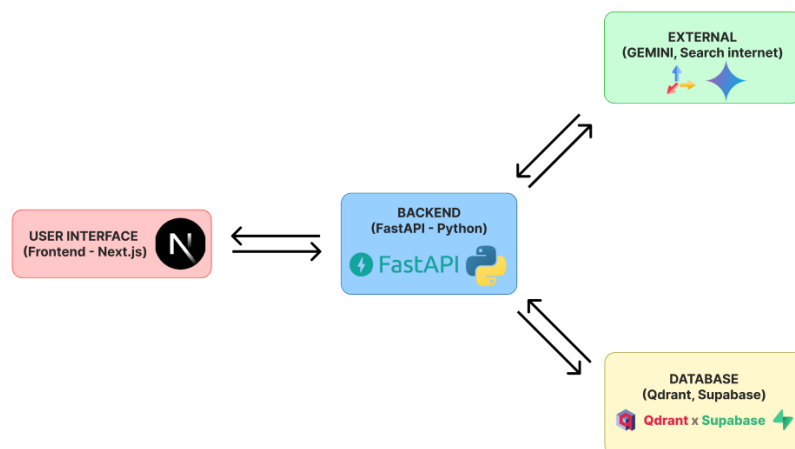 EXTERNAL
(GEMINI, Search internet)
BACKEND
(FastAPI - Python)
FastAPI
USER INTERFACE
(Frontend - Next.js)
N
DATABASE
(Qdrant, Supabase)
Qdrant x Supabase